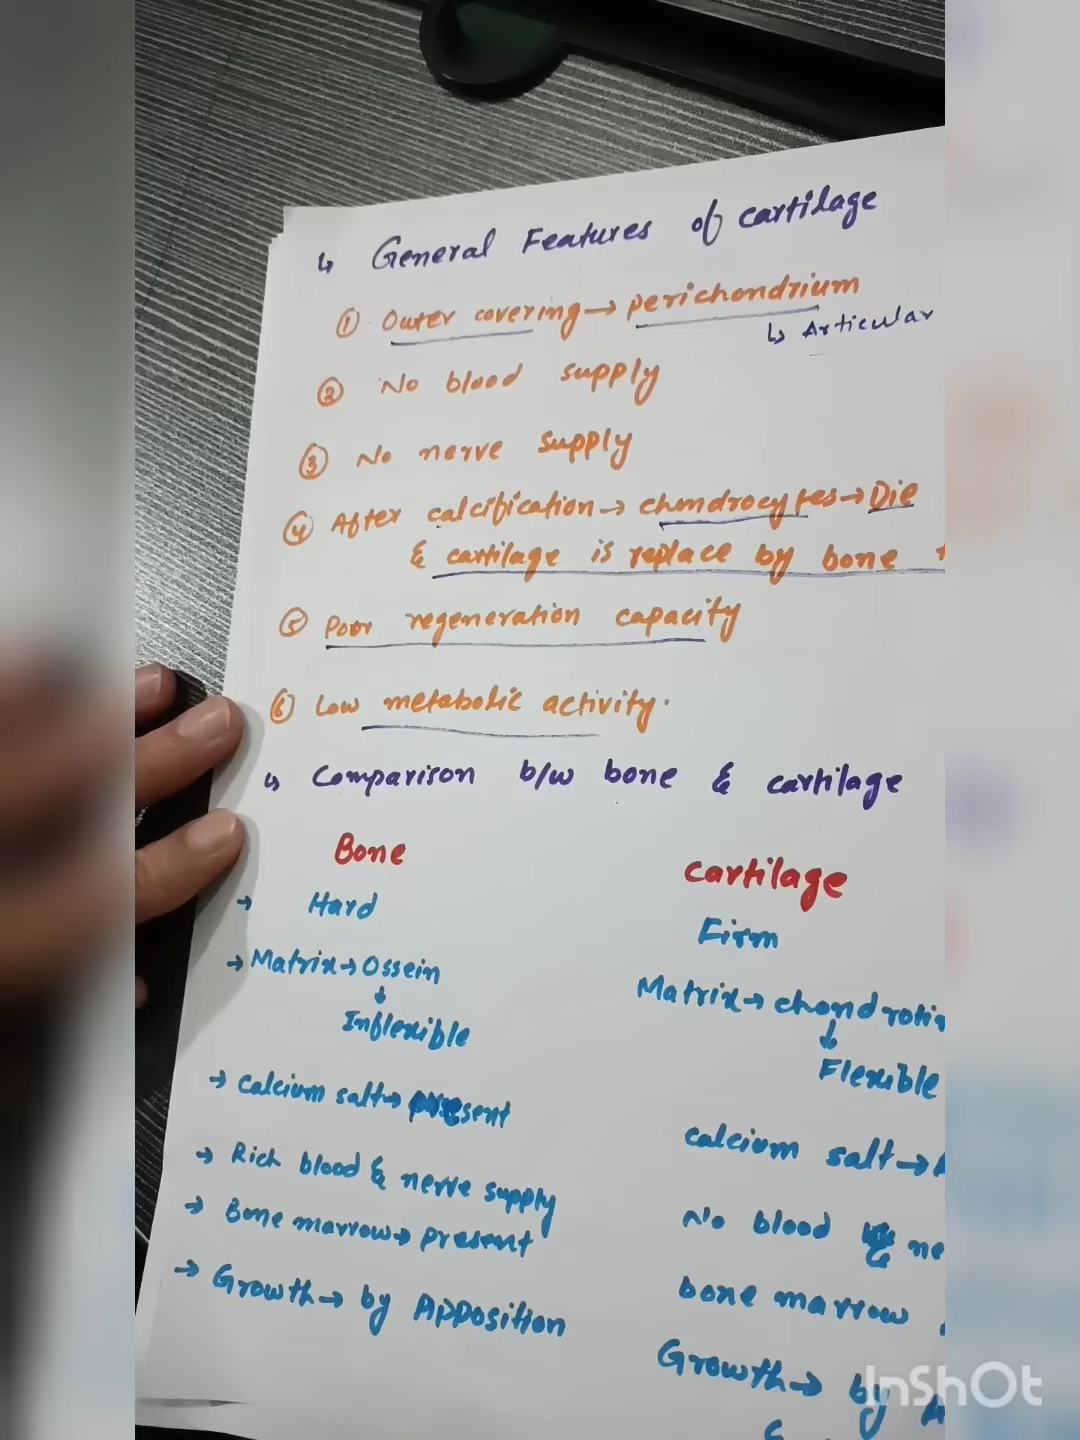 ↳ General Features of cartilage
① Outer covering → perichondrium
↳ Articular
② No blood supply
③ No nerve supply
④ After calcification → chondrocytes → Die
& cartilage is replace by bone
⑤ Poor regeneration capacity
⑥ Low metabolic activity.
↳ Comparison b/w bone & cartilage
Bone
cartilage
→ Hard
Firm
→ Matrix → Ossein
Matrix → chondrotin
↓
↓
Inflexible
Flexible
→ calcium salt → present
calcium salt →
→ Rich blood & nerve supply
No blood & ne
→ Bone marrow → present
bone marrow
→ Growth → by Apposition
Growth → by A
InShOt